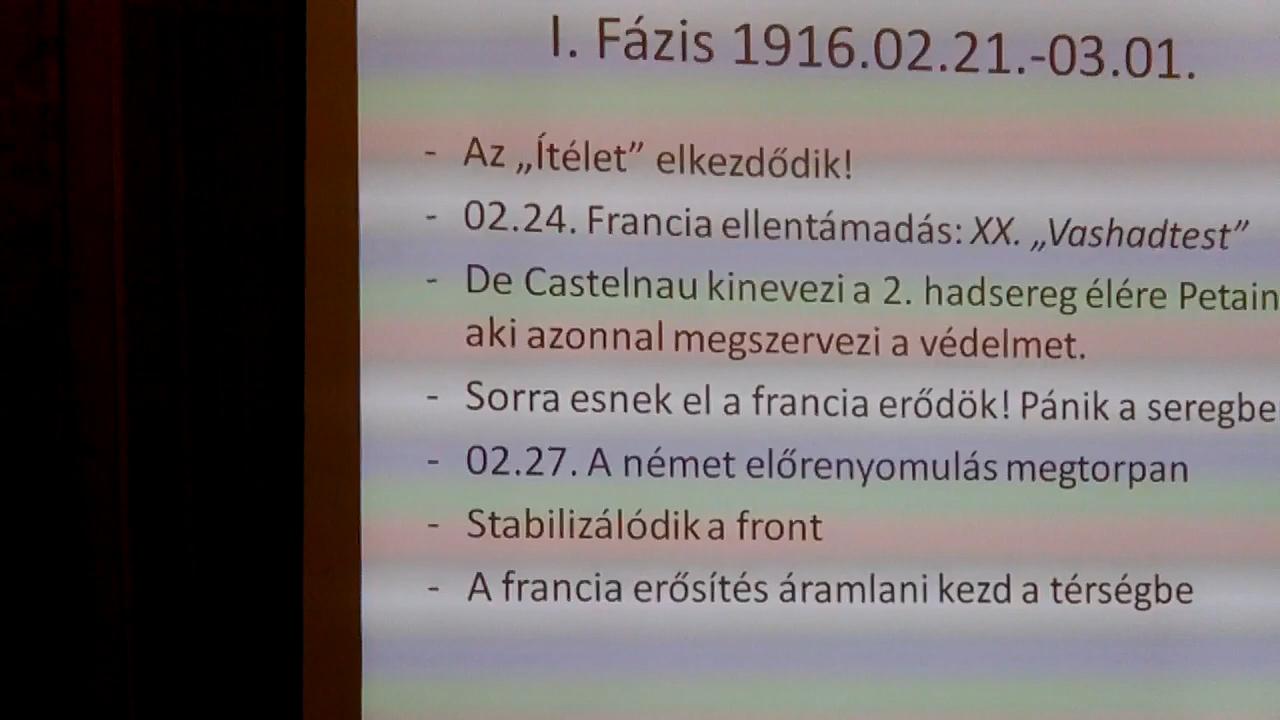 I. Fázis 1916.02.21.-03.01.
- Az „Ítélet” elkezdődik!
- 02.24. Francia ellentámadás: XX. „Vashadtest”
- De Castelnau kinevezi a 2. hadsereg élére Petain
aki azonnal megszervezi a védelmet.
- Sorra esnek el a francia erődök! Pánik a seregbe
- 02.27. A német előrenyomulás megtorpan
- Stabilizálódik a front
- A francia erősítés áramlani kezd a térségbe